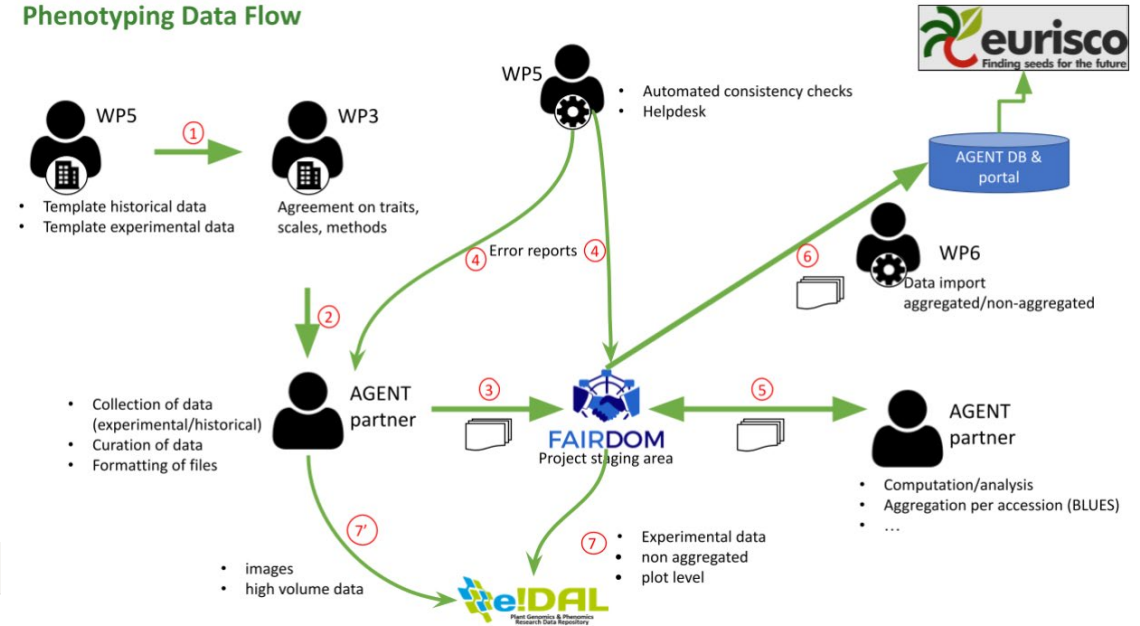 Phenotyping Data Flow
eurisco
Finding seeds for the future
WP5
• Automated consistency checks
• Helpdesk
WP5
1
WP3
AGENT DB &
portal
• Template historical data
• Template experimental data
Agreement on traits,
scales, methods
4
Error reports
4
6
WP6
Data import
aggregated/non-aggregated
2
• Collection of data
(experimental/historical)
• Curation of data
• Formatting of files
AGENT
partner
3
FAIRDOM
Project staging area
5
AGENT
partner
• Computation/analysis
• Aggregation per accession (BLUES)
• ...
7'
7
• Experimental data
• non aggregated
• plot level
• images
• high volume data
e!DAL
Plant Genomics & Phenomics
Research Data Repository